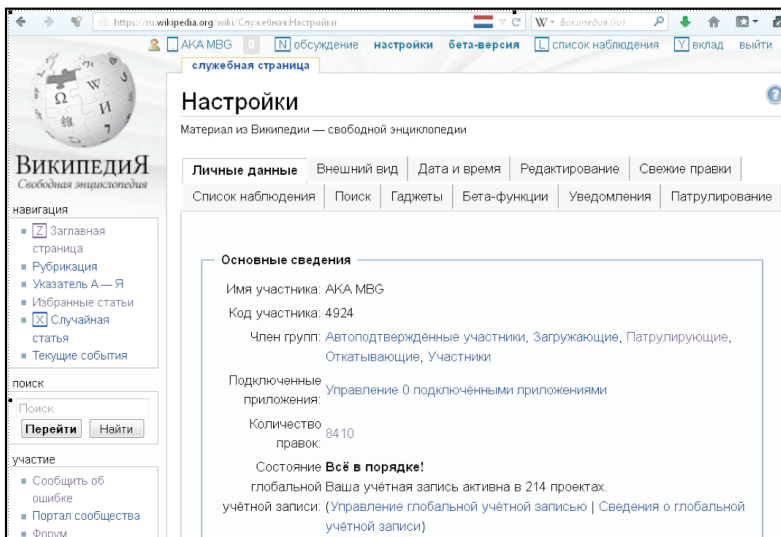 https://ru.wikipedia.org/wiki/Служебная:Настройки
W - Википедия (ru)
AKA MBG 0 N обсуждение настройки бета-версия L список наблюдения Y вклад выйти
служебная страница
Настройки
Материал из Википедии — свободной энциклопедии
ВикипедиЯ
Свободная энциклопедия
Личные данные Внешний вид Дата и время Редактирование Свежие правки
Список наблюдения Поиск Гаджеты Бета-функции Уведомления Патрулирование
навигация
Z Заглавная
страница
Рубрикация
Указатель А — Я
Избранные статьи
X Случайная
статья
Текущие события
поиск
Поиск
Перейти Найти
участие
Сообщить об
ошибке
Портал сообщества
Форум
Основные сведения
Имя участника: AKA MBG
Код участника: 4924
Член групп: Автоподтверждённые участники, Загружающие, Патрулирующие,
Откатывающие, Участники
Подключенные
приложения: Управление 0 подключёнными приложениями
Количество
правок: 8410
Состояние Всё в порядке!
глобальной Ваша учётная запись активна в 214 проектах.
учётной записи: (Управление глобальной учётной записью | Сведения о глобальной
учётной записи)